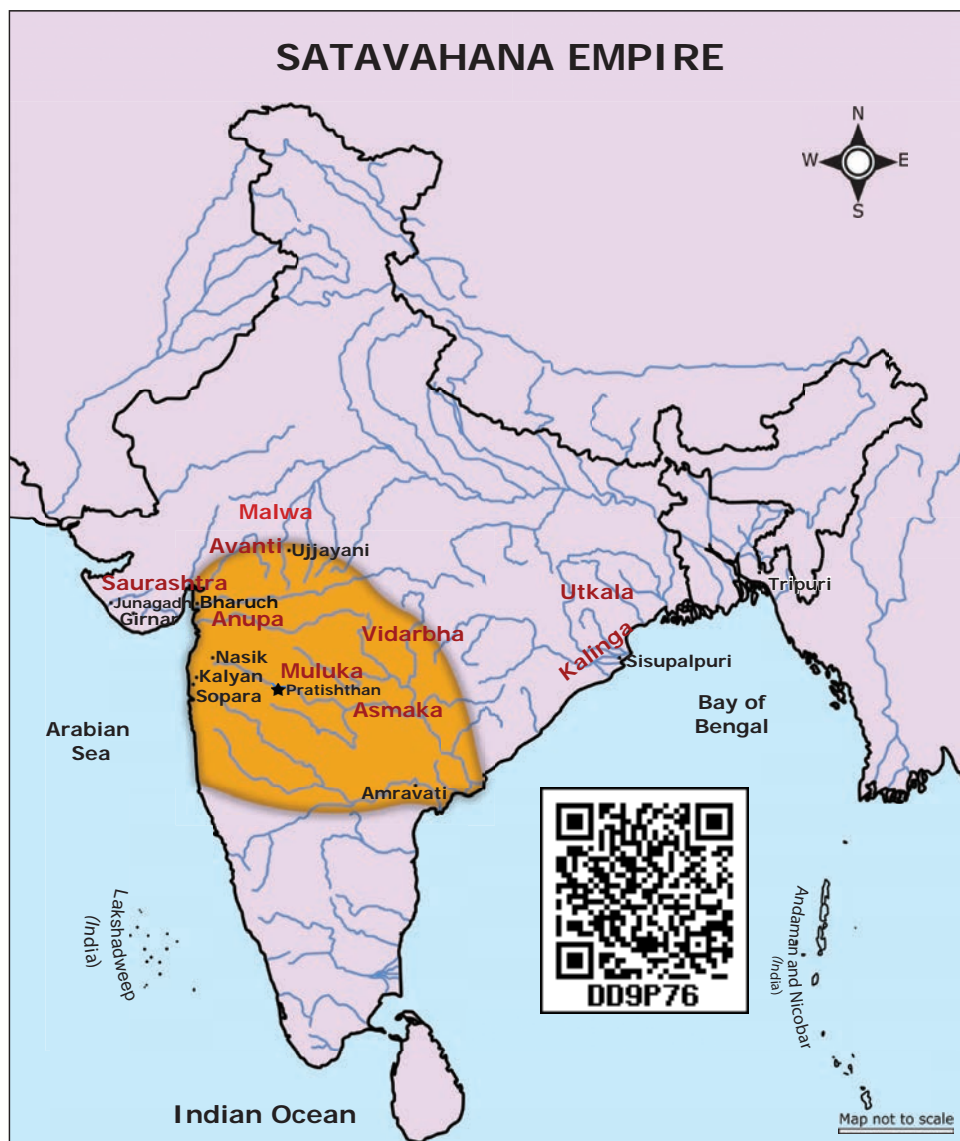 SATAVAHANA EMPIRE
N
W
E
S
Malwa
Avanti
Ujjayani
Saurashtra
Junagadh
Bharuch
Girnar
Anupa
Utkala
Tripuri
Vidarbha
Kalinga
Nasik
Sisupalpuri
Muluka
Kalyan
Pratishthan
Sopara
Asmaka
Bay of
Bengal
Arabian
Sea
Amravati
Lakshadweep
(India)
Andaman and Nicobar
(India)
DD9P76
Indian Ocean
Map not to scale